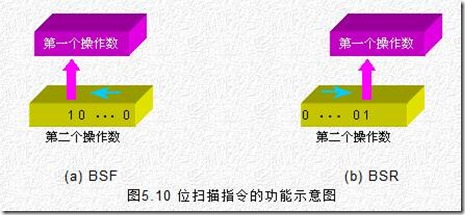 第一个操作数 第一个操作数
10 ··· 0 0 ··· 01
第二个操作数 第二个操作数
(a) BSF (b) BSR
图5.10 位扫描指令的功能示意图